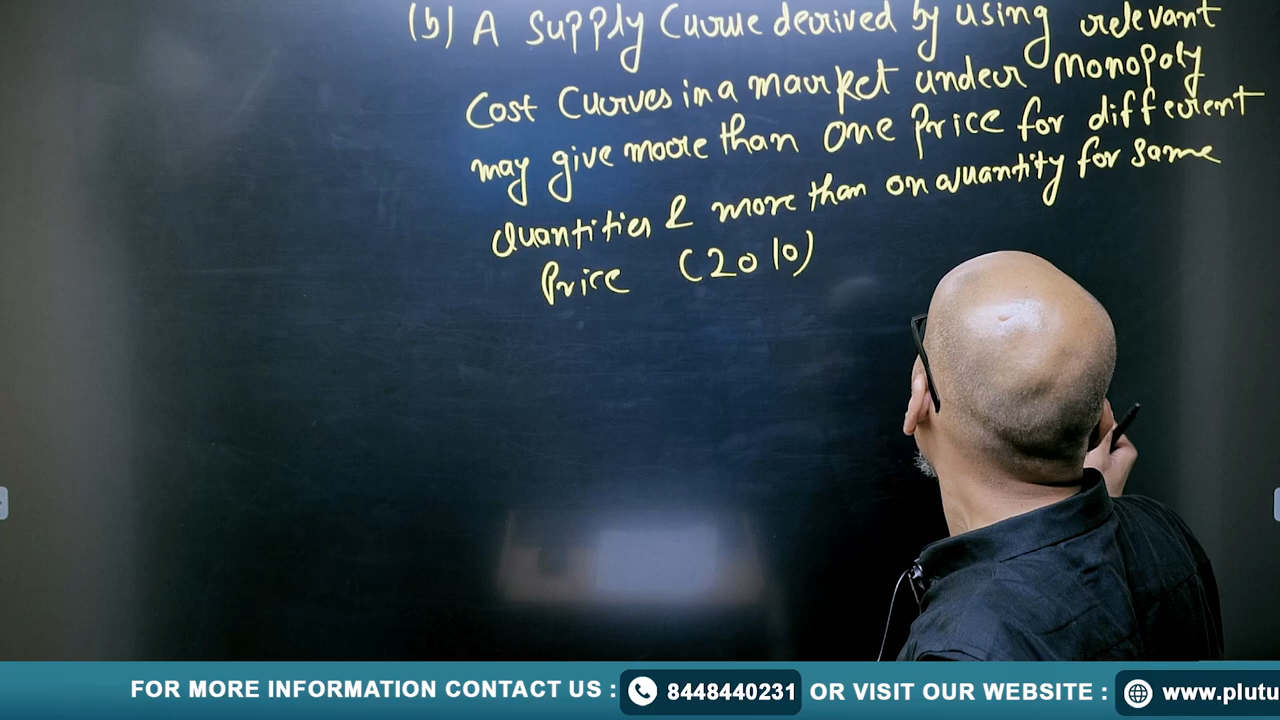 (b) A Supply Curve derived by using relevant
Cost Curves in a market under Monopoly
may give more than one Price for different
Quantities & more than on quantity for same
Price (2010)
FOR MORE INFORMATION CONTACT US : 8448440231 OR VISIT OUR WEBSITE : www.plutu